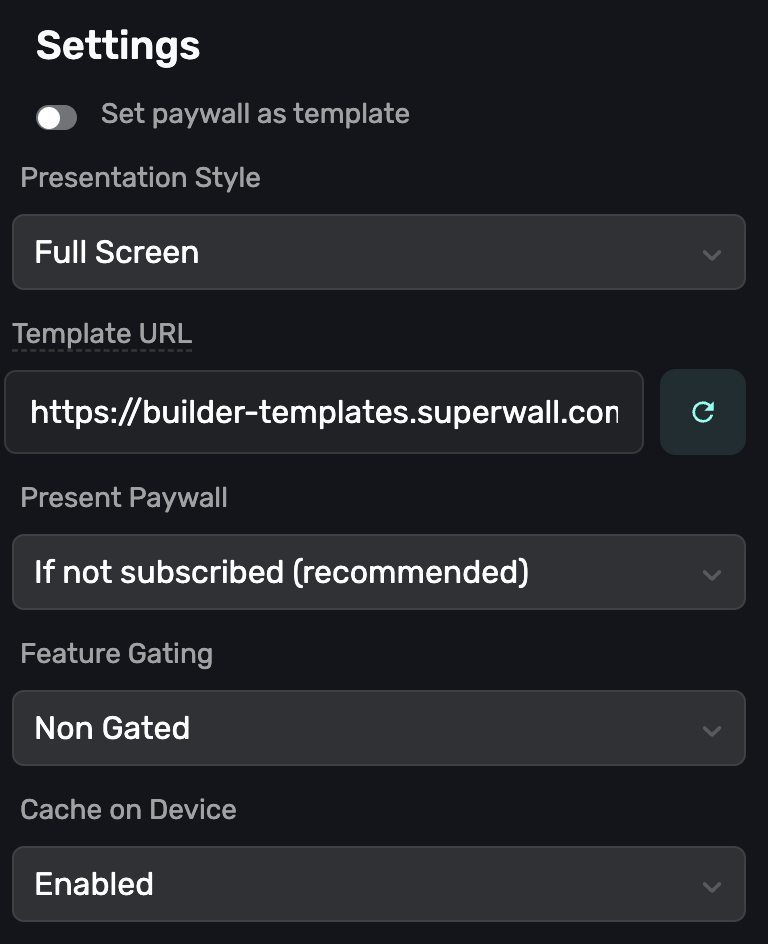 Settings
Set paywall as template
Presentation Style
Full Screen
Template URL
https://builder-templates.superwall.com
Present Paywall
If not subscribed (recommended)
Feature Gating
Non Gated
Cache on Device
Enabled